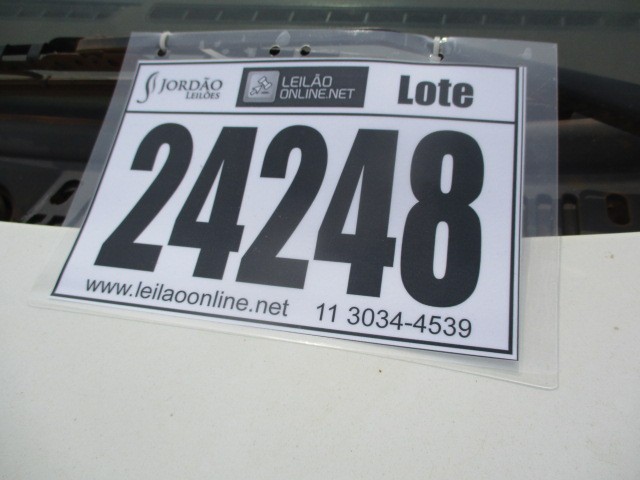 JORDÃO
LEILÕES
LEILÃO
ONLINE.NET
Lote
24248
www.leilaoonline.net 11 3034-4539